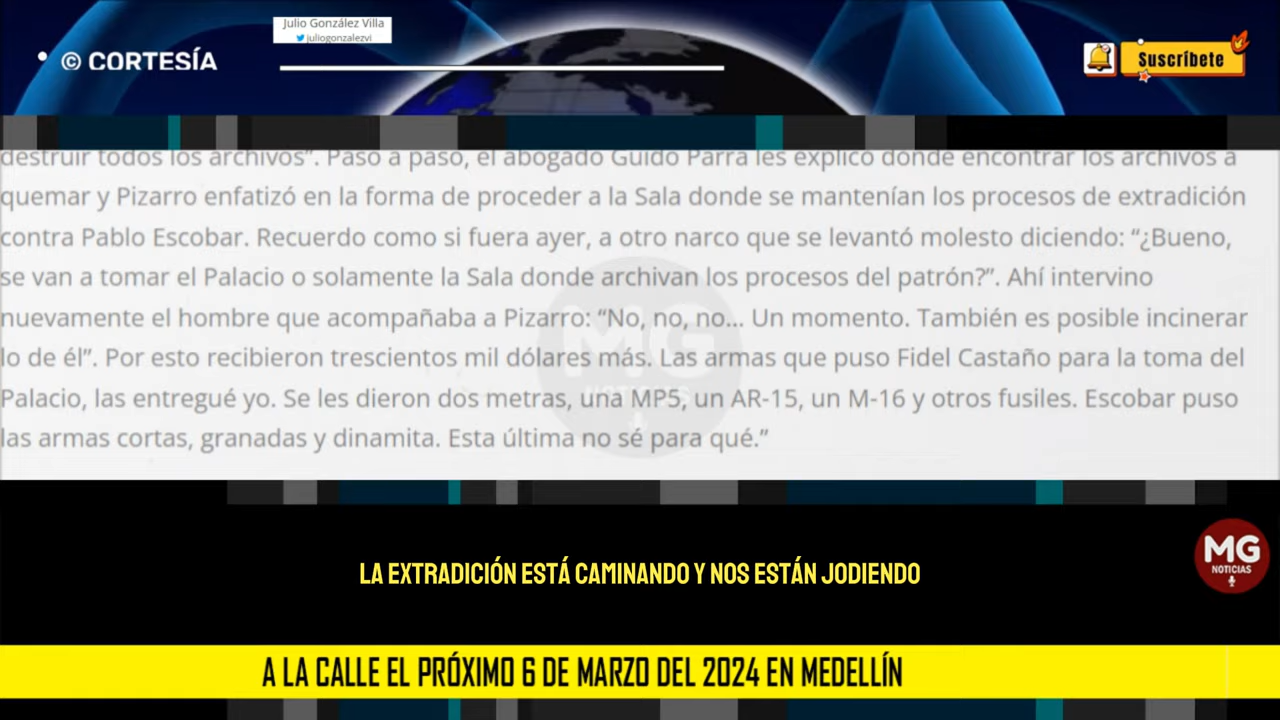 Julio González Villa
juliogonzalezvi
© CORTESÍA
Suscríbete
destruir todos los archivos”. Paso a paso, el abogado Guido Parra les explicó dónde encontrar los archivos a
quemar y Pizarro enfatizó en la forma de proceder a la Sala donde se mantenían los procesos de extradición
contra Pablo Escobar. Recuerdo como si fuera ayer, a otro narco que se levantó molesto diciendo: “¿Bueno,
se van a tomar el Palacio o solamente la Sala donde archivan los procesos del patrón?”. Ahí intervino
nuevamente el hombre que acompañaba a Pizarro: “No, no, no... Un momento. También es posible incinerar
lo de él”. Por esto recibieron trescientos mil dólares más. Las armas que puso Fidel Castaño para la toma del
Palacio, las entregué yo. Se les dieron dos metras, una MP5, un AR-15, un M-16 y otros fusiles. Escobar puso
las armas cortas, granadas y dinamita. Esta última no sé para qué.”
MG
NOTICIAS
LA EXTRADICIÓN ESTÁ CAMINANDO Y NOS ESTÁN JODIENDO
MG
NOTICIAS
A LA CALLE EL PRÓXIMO 6 DE MARZO DEL 2024 EN MEDELLÍN